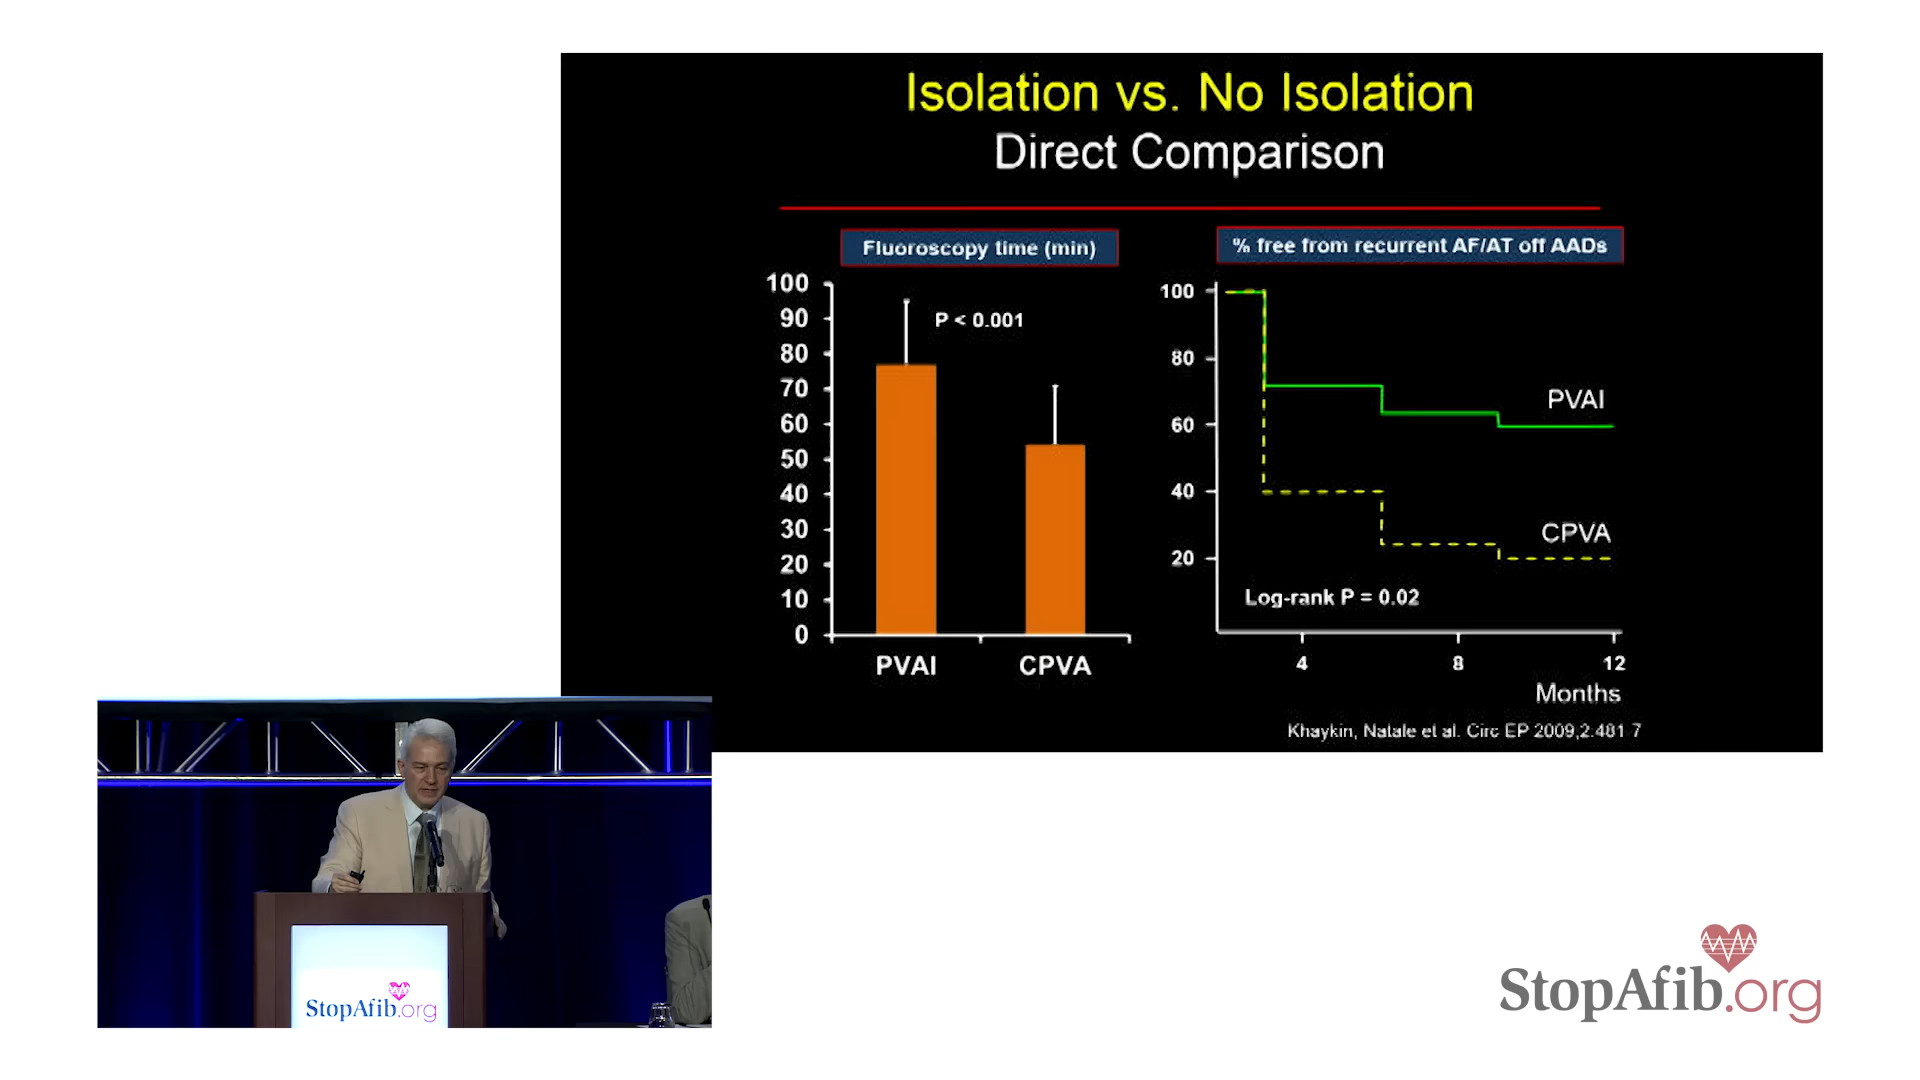 Isolation vs. No Isolation
Direct Comparison
Fluoroscopy time (min)
100
90
80
70
60
50
40
30
20
10
0
P < 0.001
PVAI
CPVA
% free from recurrent AF/AT off AADs
100
80
60
40
20
PVAI
CPVA
Log-rank P = 0.02
4
8
12
Months
Khaykin, Natale et al. Circ EP 2009,2:481 7
StopAfib.org
StopAfib.org